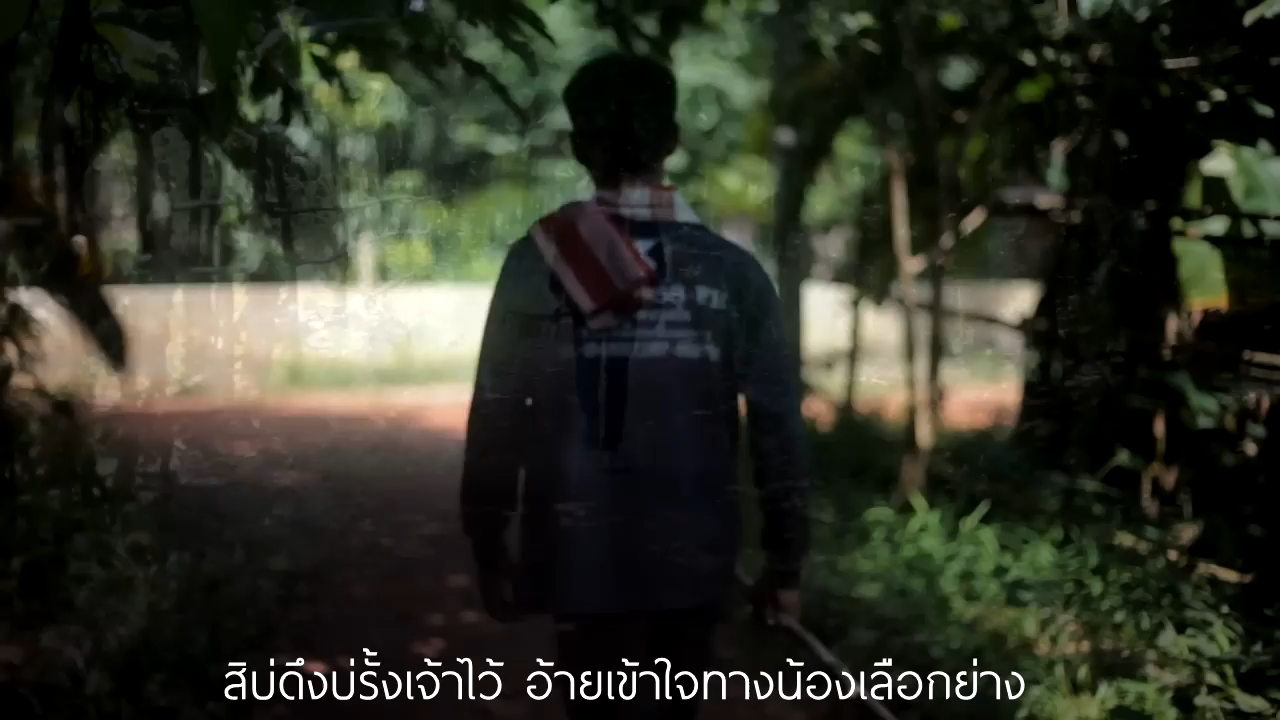 สิบ่ดึงบ่รั้งเจ้าไว้ อ้ายเข้าใจทางน้องเลือกย่าง